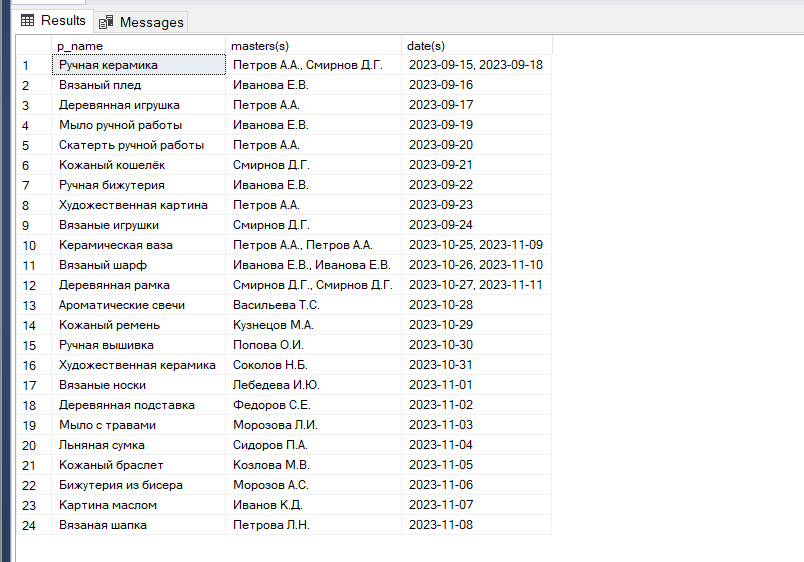 Results Messages
p_name masters(s) date(s)
1 Ручная керамика Петров А.А., Смирнов Д.Г. 2023-09-15, 2023-09-18
2 Вязаный плед Иванова Е.В. 2023-09-16
3 Деревянная игрушка Петров А.А. 2023-09-17
4 Мыло ручной работы Иванова Е.В. 2023-09-19
5 Скатерть ручной работы Петров А.А. 2023-09-20
6 Кожаный кошелёк Смирнов Д.Г. 2023-09-21
7 Ручная бижутерия Иванова Е.В. 2023-09-22
8 Художественная картина Петров А.А. 2023-09-23
9 Вязаные игрушки Смирнов Д.Г. 2023-09-24
10 Керамическая ваза Петров А.А., Петров А.А. 2023-10-25, 2023-11-09
11 Вязаный шарф Иванова Е.В., Иванова Е.В. 2023-10-26, 2023-11-10
12 Деревянная рамка Смирнов Д.Г., Смирнов Д.Г. 2023-10-27, 2023-11-11
13 Ароматические свечи Васильева Т.С. 2023-10-28
14 Кожаный ремень Кузнецов М.А. 2023-10-29
15 Ручная вышивка Попова О.И. 2023-10-30
16 Художественная керамика Соколов Н.Б. 2023-10-31
17 Вязаные носки Лебедева И.Ю. 2023-11-01
18 Деревянная подставка Федоров С.Е. 2023-11-02
19 Мыло с травами Морозова Л.И. 2023-11-03
20 Льняная сумка Сидоров П.А. 2023-11-04
21 Кожаный браслет Козлова М.В. 2023-11-05
22 Бижутерия из бисера Морозов А.С. 2023-11-06
23 Картина маслом Иванов К.Д. 2023-11-07
24 Вязаная шапка Петрова Л.Н. 2023-11-08